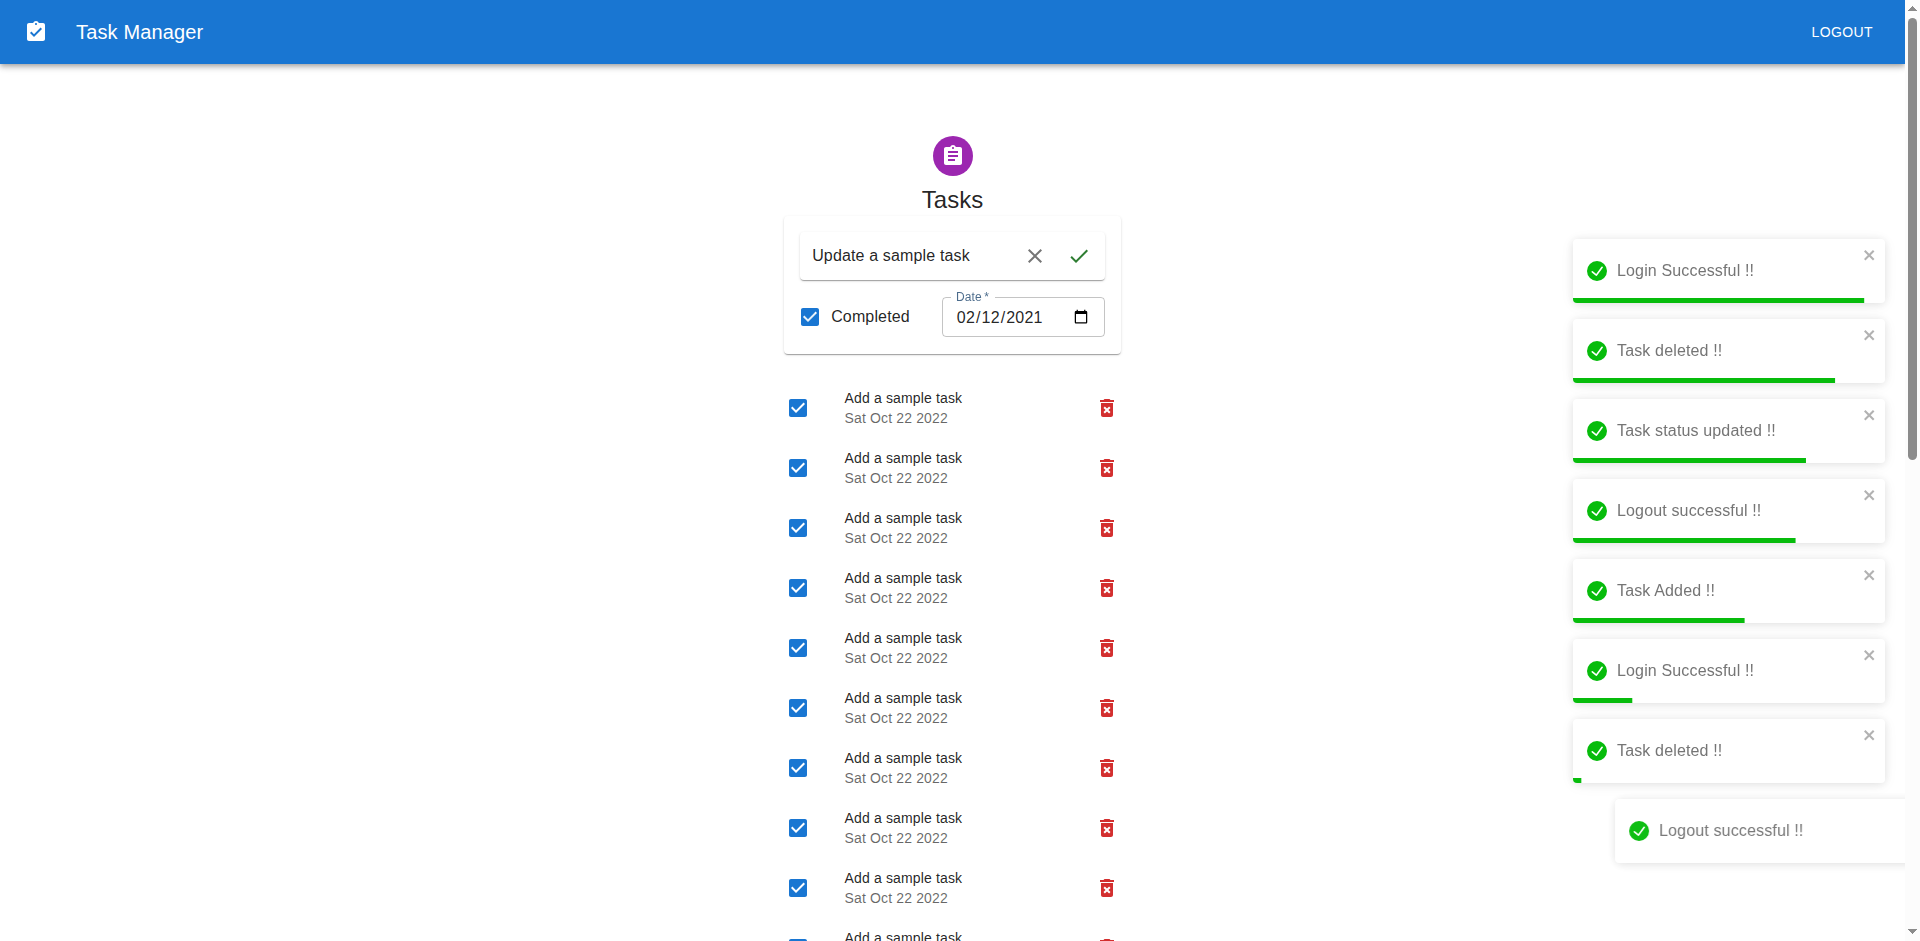 Task Manager
LOGOUT
Tasks
Update a sample task
Completed
Date *
02/12/2021
Add a sample task
Sat Oct 22 2022
Add a sample task
Sat Oct 22 2022
Add a sample task
Sat Oct 22 2022
Add a sample task
Sat Oct 22 2022
Add a sample task
Sat Oct 22 2022
Add a sample task
Sat Oct 22 2022
Add a sample task
Sat Oct 22 2022
Add a sample task
Sat Oct 22 2022
Add a sample task
Sat Oct 22 2022
Add a sample task
Login Successful !!
Task deleted !!
Task status updated !!
Logout successful !!
Task Added !!
Login Successful !!
Task deleted !!
Logout successful !!